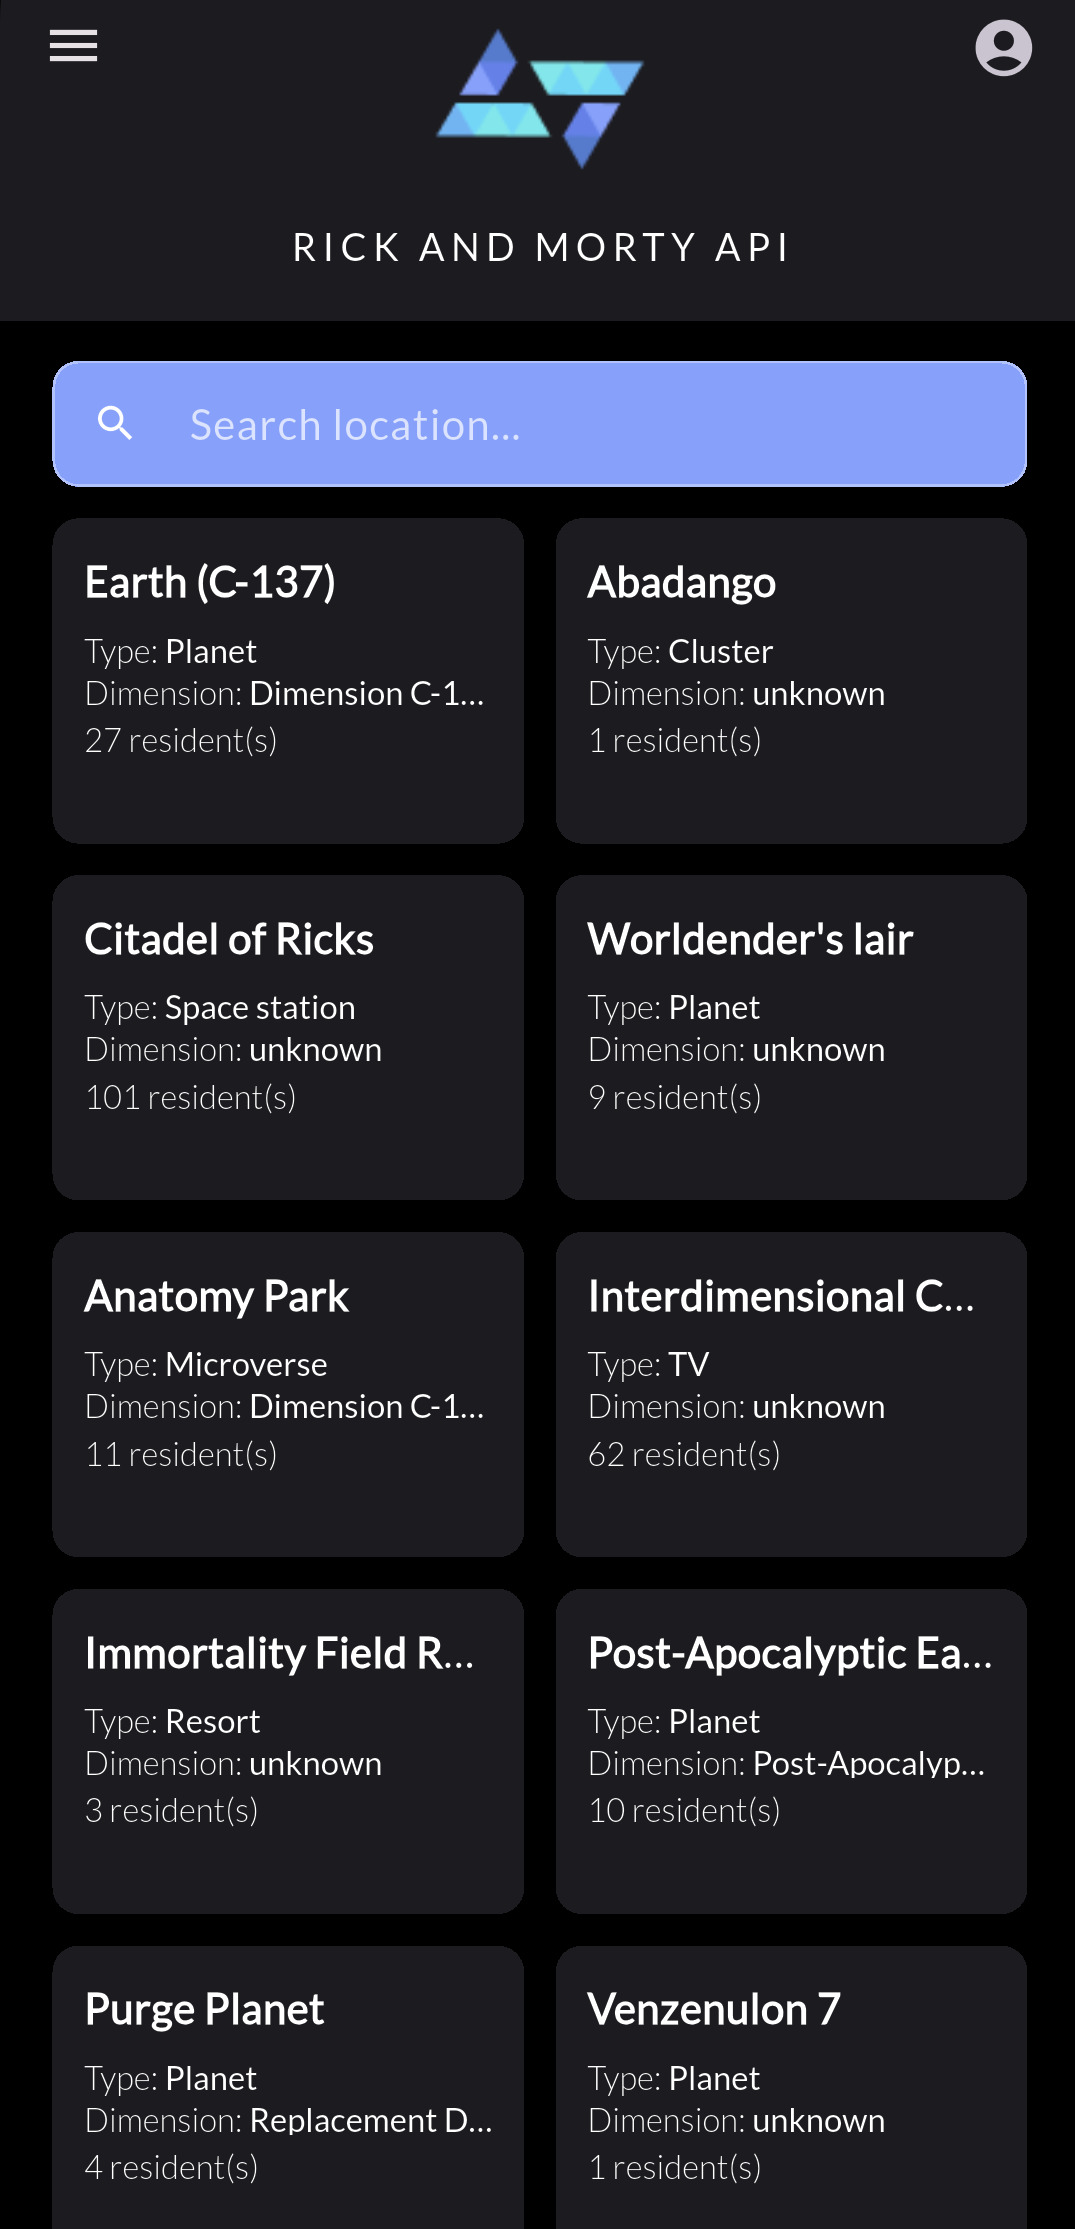 RICK AND MORTY API
Search location...
Earth (C-137)
Type: Planet
Dimension: Dimension C-1...
27 resident(s)
Abadango
Type: Cluster
Dimension: unknown
1 resident(s)
Citadel of Ricks
Type: Space station
Dimension: unknown
101 resident(s)
Worldender's lair
Type: Planet
Dimension: unknown
9 resident(s)
Anatomy Park
Type: Microverse
Dimension: Dimension C-1...
11 resident(s)
Interdimensional C...
Type: TV
Dimension: unknown
62 resident(s)
Immortality Field R...
Type: Resort
Dimension: unknown
3 resident(s)
Post-Apocalyptic Ea...
Type: Planet
Dimension: Post-Apocalyp...
10 resident(s)
Purge Planet
Type: Planet
Dimension: Replacement D...
4 resident(s)
Venzenulon 7
Type: Planet
Dimension: unknown
1 resident(s)